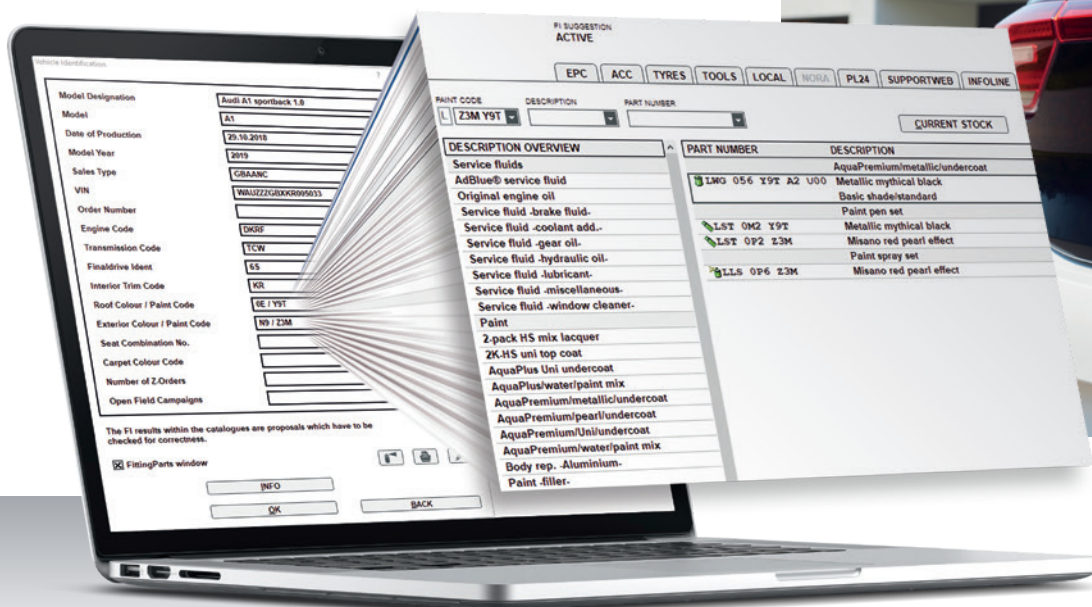 Vehicle Identification
Model Designation Audi A1 sportback 1.0
Model A1
Date of Production 29.10.2018
Model Year 2019
Sales Type GBAANC
VIN WAUZZZGBXKR005033
Order Number
Engine Code DKRF
Transmission Code TCW
Finaldrive Ident 6S
Interior Trim Code KR
Roof Colour / Paint Code 0E / Y9T
Exterior Colour / Paint Code N9 / Z3M
Seat Combination No.
Carpet Colour Code
Number of Z-Orders
Open Field Campaigns
The FI results within the catalogues are proposals which have to be
checked for correctness.
FittingParts window
INFO
OK BACK
FI SUGGESTION
ACTIVE
EPC ACC TYRES TOOLS LOCAL NORA PL24 SUPPORTWEB INFOLINE
PAINT CODE DESCRIPTION PART NUMBER
L Z3M Y9T
CURRENT STOCK
DESCRIPTION OVERVIEW
Service fluids
AdBlue® service fluid
Original engine oil
Service fluid -brake fluid-
Service fluid -coolant add..-
Service fluid -gear oil-
Service fluid -hydraulic oil-
Service fluid -lubricant-
Service fluid -miscellaneous-
Service fluid -window cleaner-
Paint
2-pack HS mix lacquer
2K-HS uni top coat
AquaPlus Uni undercoat
AquaPlus/water/paint mix
AquaPremium/metallic/undercoat
AquaPremium/pearl/undercoat
AquaPremium/Uni/undercoat
AquaPremium/water/paint mix
Body rep. -Aluminium-
Paint -filler-
PART NUMBER DESCRIPTION
AquaPremium/metallic/undercoat
LWG 056 Y9T A2 U00 Metallic mythical black
Basic shade/standard
Paint pen set
LST 0M2 Y9T Metallic mythical black
LST 0P2 Z3M Misano red pearl effect
Paint spray set
LLS 0P6 Z3M Misano red pearl effect